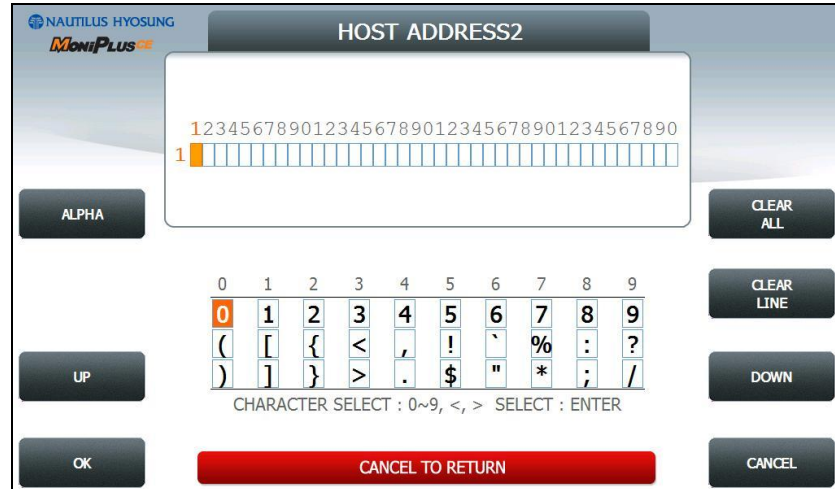 NAUTILUS HYOSUNG
MONIPLUS CE
HOST ADDRESS2
1234567890123456789012345678901234567890
1
ALPHA
CLEAR
ALL
0 1 2 3 4 5 6 7 8 9
CLEAR
LINE
0 1 2 3 4 5 6 7 8 9
( [ { < , ! ` % : ?
) ] } > . $ " * ; /
UP
DOWN
CHARACTER SELECT : 0~9, <, > SELECT : ENTER
OK
CANCEL TO RETURN
CANCEL